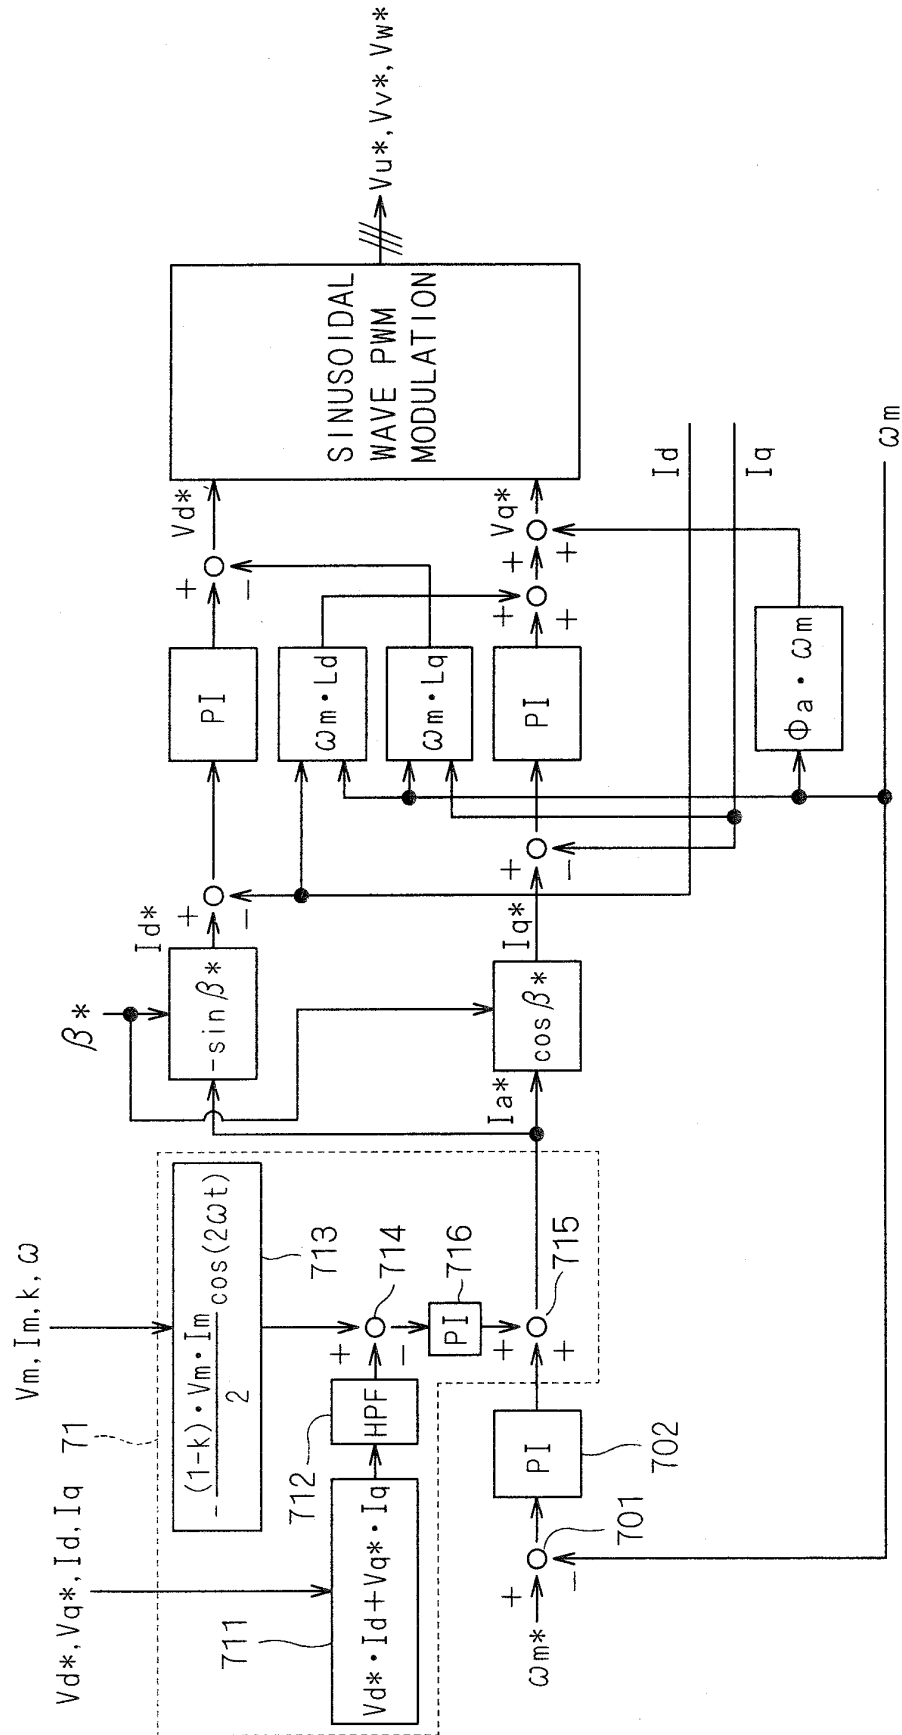 Vd*,Vq*,Id,Iq
71
Vm,Im,k,ω
711
Vd*・Id+Vq*・Iq
712
HPF
-(1-k)・Vm・Im/2 cos(2ωt)
713
+
-
714
PI
716
+
+
715
ωm*
+
-
701
PI
702
β*
-sinβ*
Ia*
cosβ*
Id*
+
-
Iq*
+
-
PI
ωm・Ld
ωm・Lq
PI
Φa・ωm
+
-
+
+
+
+
Vd*
Vq*
SINUSOIDAL
WAVE PWM
MODULATION
Vu*,Vv*,Vw*
Id
Iq
ωm